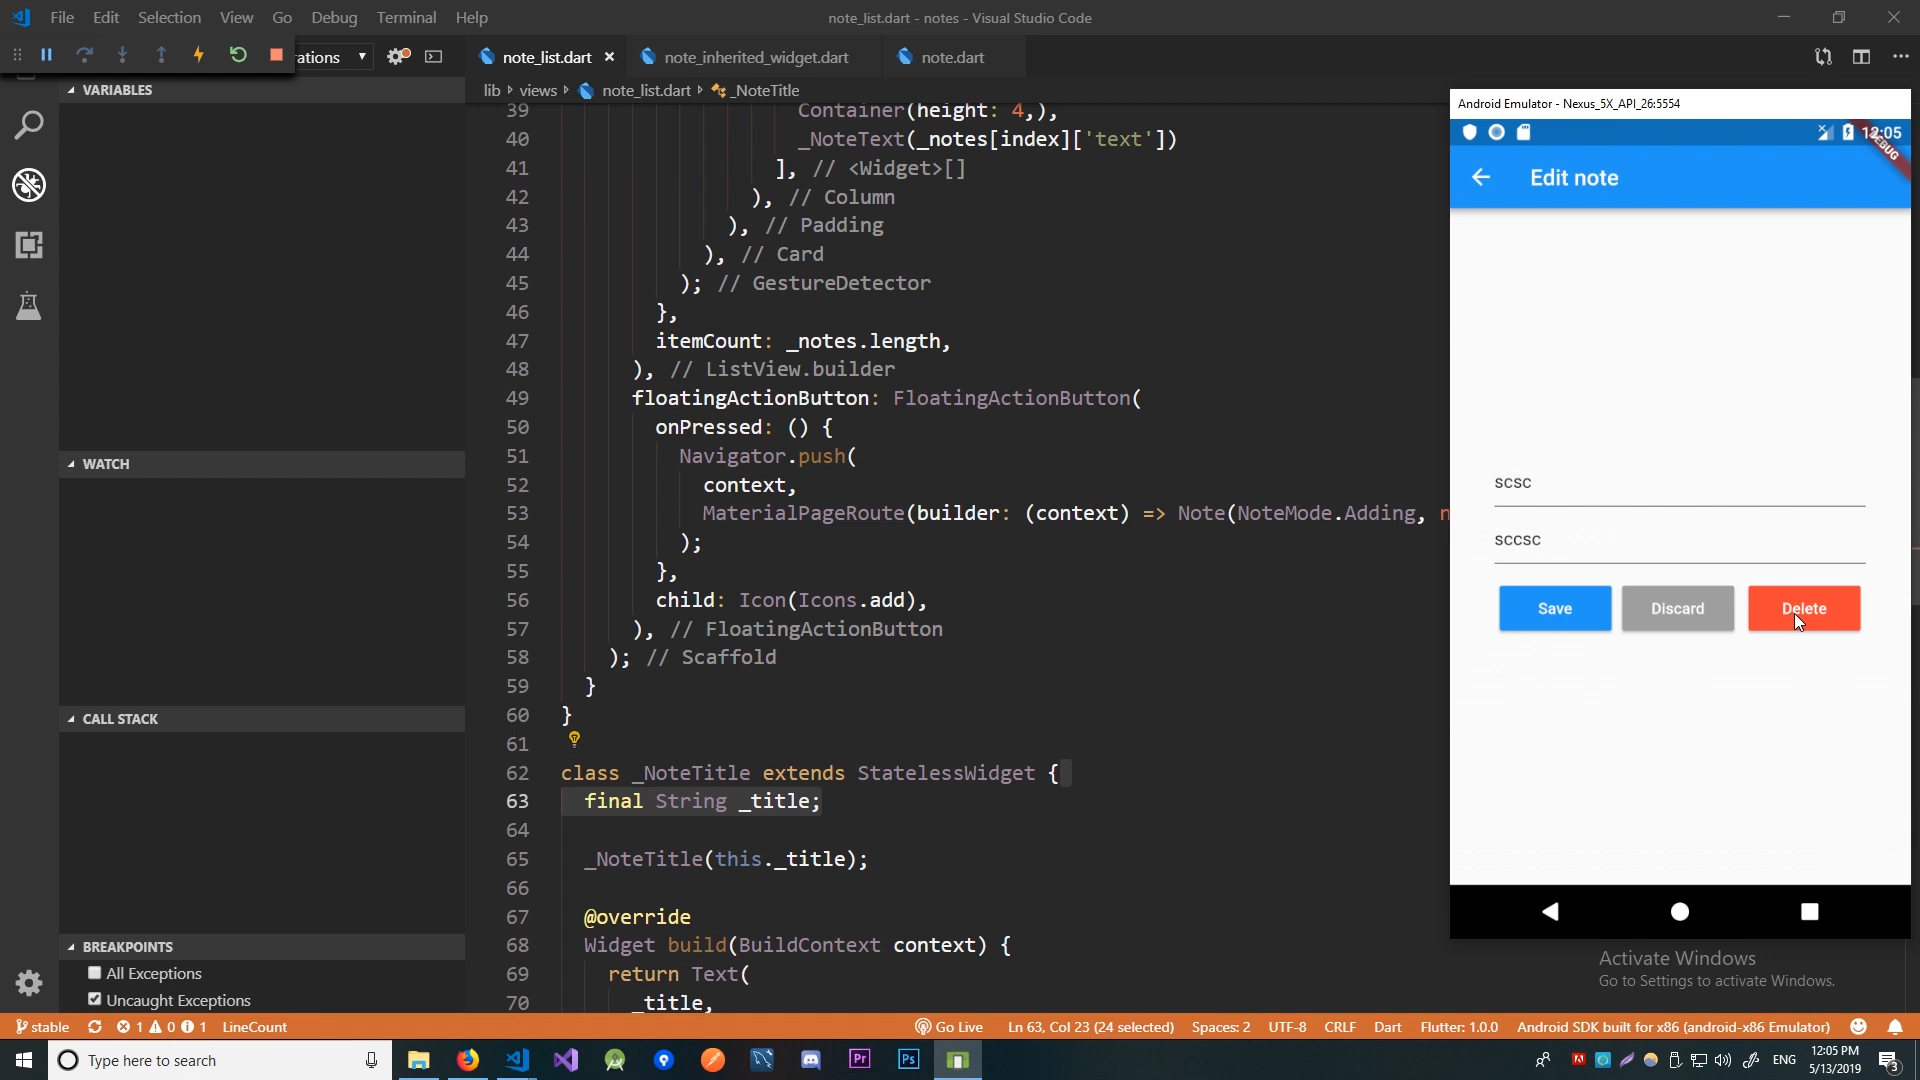 File Edit Selection View Go Debug Terminal Help
note_list.dart - notes - Visual Studio Code
ations
note_list.dart note_inherited_widget.dart note.dart
VARIABLES
lib views note_list.dart _NoteTitle
39 Container(height: 4,),
40 _NoteText(_notes[index]['text'])
41 ], // <Widget>[]
42 ), // Column
43 ), // Padding
44 ), // Card
45 ); // GestureDetector
46 },
47 itemCount: _notes.length,
48 ), // ListView.builder
49 floatingActionButton: FloatingActionButton(
50 onPressed: () {
51 Navigator.push(
52 context,
53 MaterialPageRoute(builder: (context) => Note(NoteMode.Adding, n
54 );
55 },
56 child: Icon(Icons.add),
57 ), // FloatingActionButton
58 ); // Scaffold
59 }
60 }
61
62 class _NoteTitle extends StatelessWidget {
63 final String _title;
64
65 _NoteTitle(this._title);
66
67 @override
68 Widget build(BuildContext context) {
69 return Text(
70 _title,
WATCH
CALL STACK
BREAKPOINTS
All Exceptions
Uncaught Exceptions
Android Emulator - Nexus_5X_API_26:5554
12:05
DEBUG
Edit note
scsc
sccsc
Save Discard Delete
Activate Windows
Go to Settings to activate Windows.
stable 1 0 1 LineCount Go Live Ln 63, Col 23 (24 selected) Spaces: 2 UTF-8 CRLF Dart Flutter: 1.0.0 Android SDK built for x86 (android-x86 Emulator)
Type here to search
Pr Ps
ENG
12:05 PM
5/13/2019
3